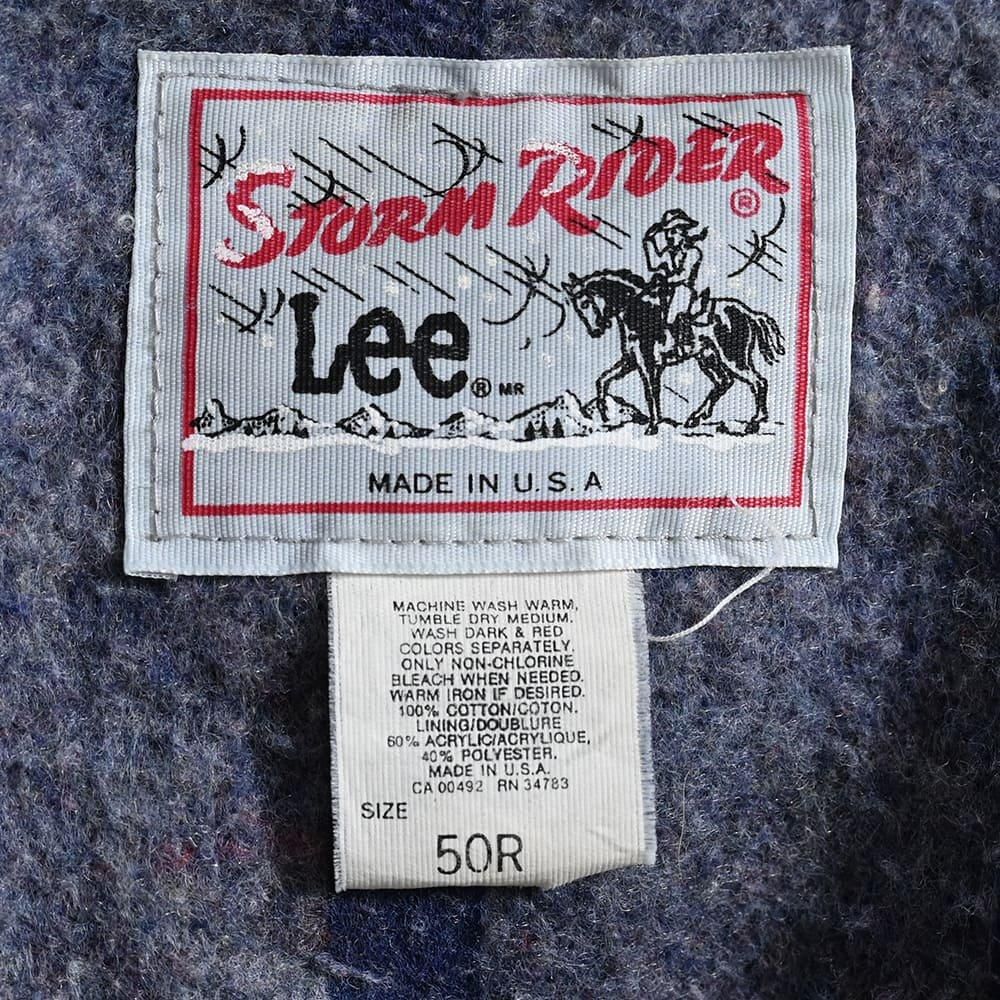 STORM RIDER ®
Lee ® MR
MADE IN U.S.A
MACHINE WASH WARM,
TUMBLE DRY MEDIUM.
WASH DARK & RED
COLORS SEPARATELY.
ONLY NON-CHLORINE
BLEACH WHEN NEEDED.
WARM IRON IF DESIRED.
100% COTTON/COTON.
LINING/DOUBLURE
60% ACRYLIC/ACRYLIQUE,
40% POLYESTER.
MADE IN U.S.A.
CA 00492 RN 34783
SIZE
50R